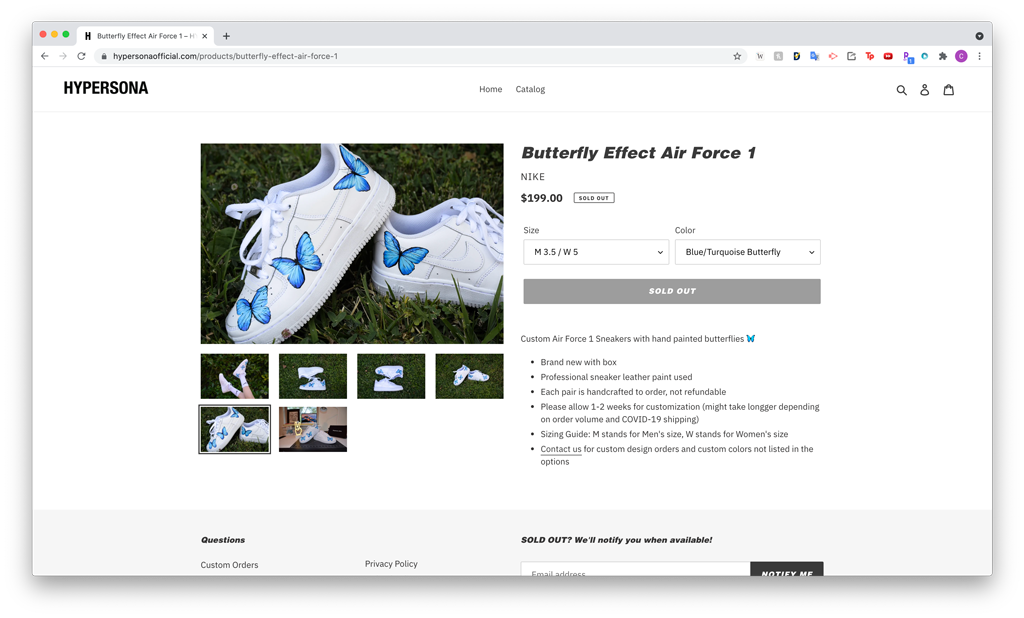 Butterfly Effect Air Force 1 – H
hypersonaofficial.com/products/butterfly-effect-air-force-1
HYPERSONA
Home Catalog
Butterfly Effect Air Force 1
NIKE
$199.00 SOLD OUT
Size Color
M 3.5 / W 5 Blue/Turquoise Butterfly
SOLD OUT
Custom Air Force 1 Sneakers with hand painted butterflies 🦋
• Brand new with box
• Professional sneaker leather paint used
• Each pair is handcrafted to order, not refundable
• Please allow 1-2 weeks for customization (might take longger depending
on order volume and COVID-19 shipping)
• Sizing Guide: M stands for Men's size, W stands for Women's size
• Contact us for custom design orders and custom colors not listed in the
options
Questions
Custom Orders
Privacy Policy
SOLD OUT? We'll notify you when available!
Email address NOTIFY ME